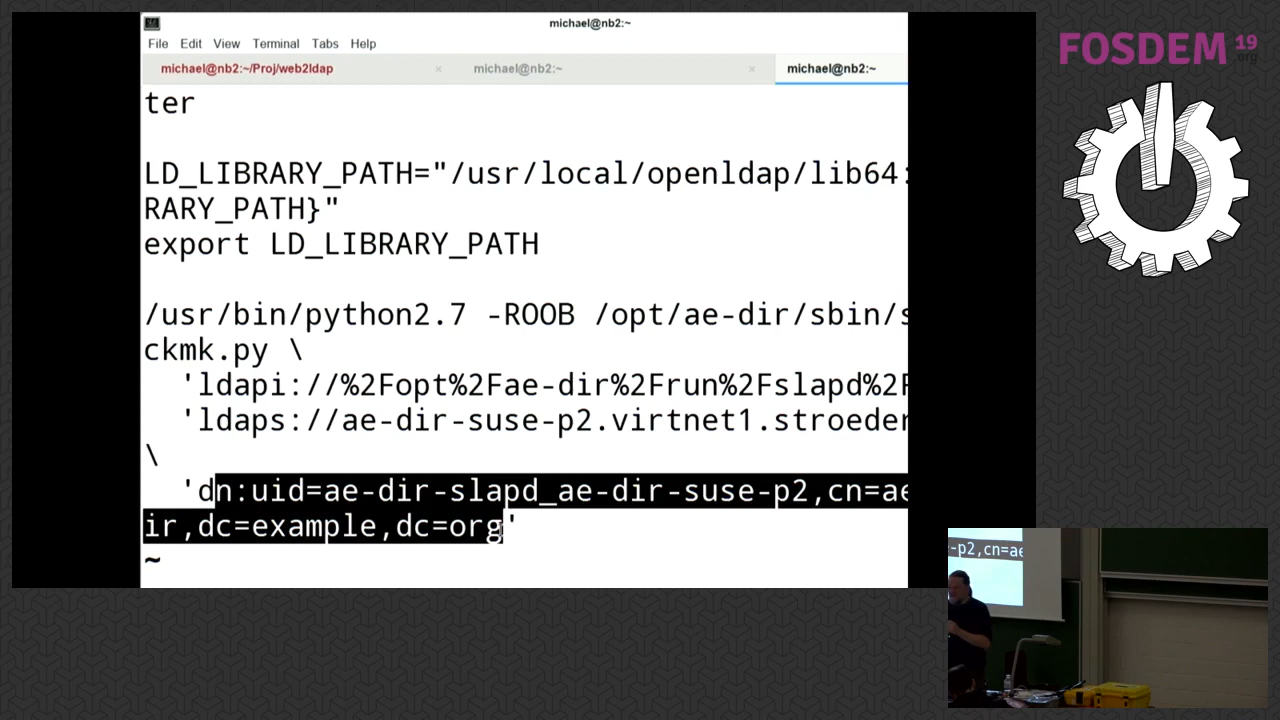 michael@nb2:~
File Edit View Terminal Tabs Help
michael@nb2:~/Proj/web2ldap × michael@nb2:~ × michael@nb2:~
ter
LD_LIBRARY_PATH="/usr/local/openldap/lib64:
RARY_PATH}"
export LD_LIBRARY_PATH
/usr/bin/python2.7 -ROOB /opt/ae-dir/sbin/s
ckmk.py \
'ldapi://%2Fopt%2Fae-dir%2Frun%2Fslapd%2F
'ldaps://ae-dir-suse-p2.virtnet1.stroeder
\
'dn:uid=ae-dir-slapd_ae-dir-suse-p2,cn=ae
ir,dc=example,dc=org'
~
FOSDEM 19
.org
-p2,cn=ae